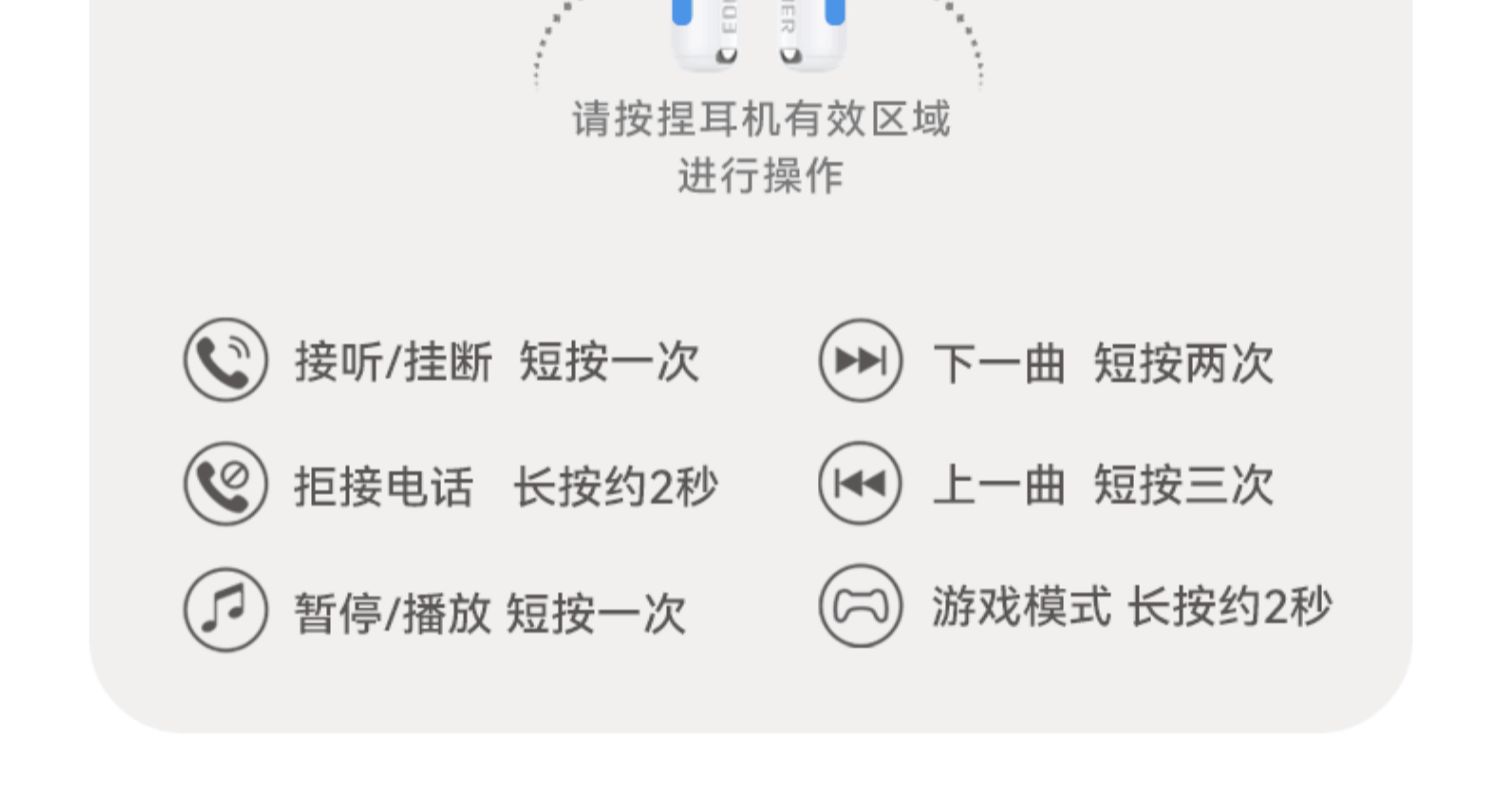 请按捏耳机有效区域
进行操作
接听/挂断 短按一次
下一曲 短按两次
拒接电话 长按约2秒
上一曲 短按三次
暂停/播放 短按一次
游戏模式 长按约2秒